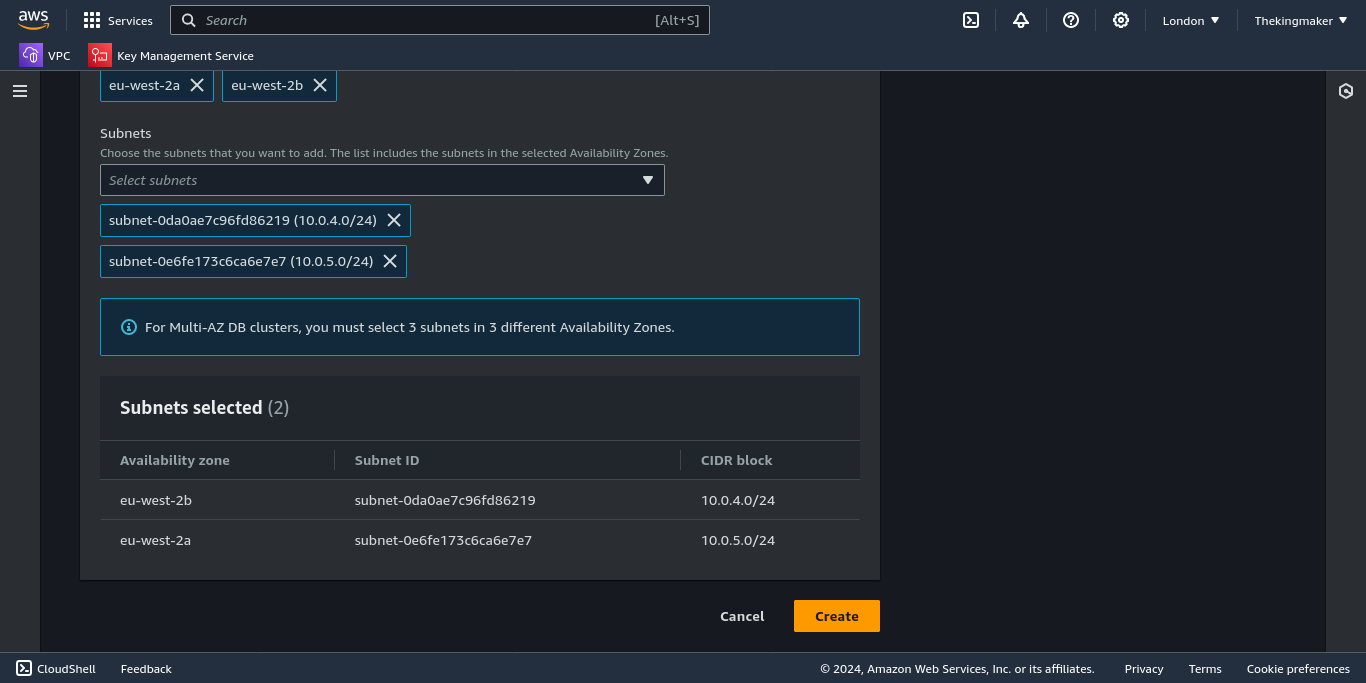 aws Services Search [Alt+S] London Thekingmaker
VPC Key Management Service
eu-west-2a eu-west-2b
Subnets
Choose the subnets that you want to add. The list includes the subnets in the selected Availability Zones.
Select subnets
subnet-0da0ae7c96fd86219 (10.0.4.0/24)
subnet-0e6fe173c6ca6e7e7 (10.0.5.0/24)
For Multi-AZ DB clusters, you must select 3 subnets in 3 different Availability Zones.
Subnets selected (2)
Availability zone Subnet ID CIDR block
eu-west-2b subnet-0da0ae7c96fd86219 10.0.4.0/24
eu-west-2a subnet-0e6fe173c6ca6e7e7 10.0.5.0/24
Cancel Create
CloudShell Feedback © 2024, Amazon Web Services, Inc. or its affiliates. Privacy Terms Cookie preferences